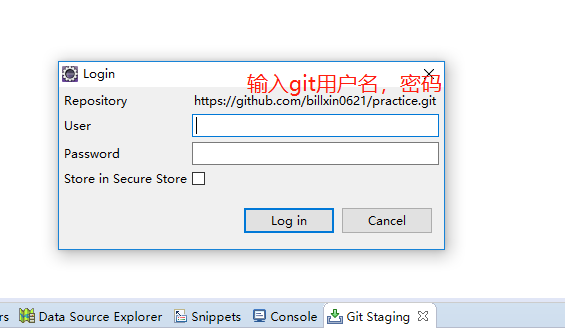 Login
输入git用户名，密码
Repository https://github.com/billxin0621/practice.git
User
Password
Store in Secure Store
Log in Cancel
rs Data Source Explorer Snippets Console Git Staging